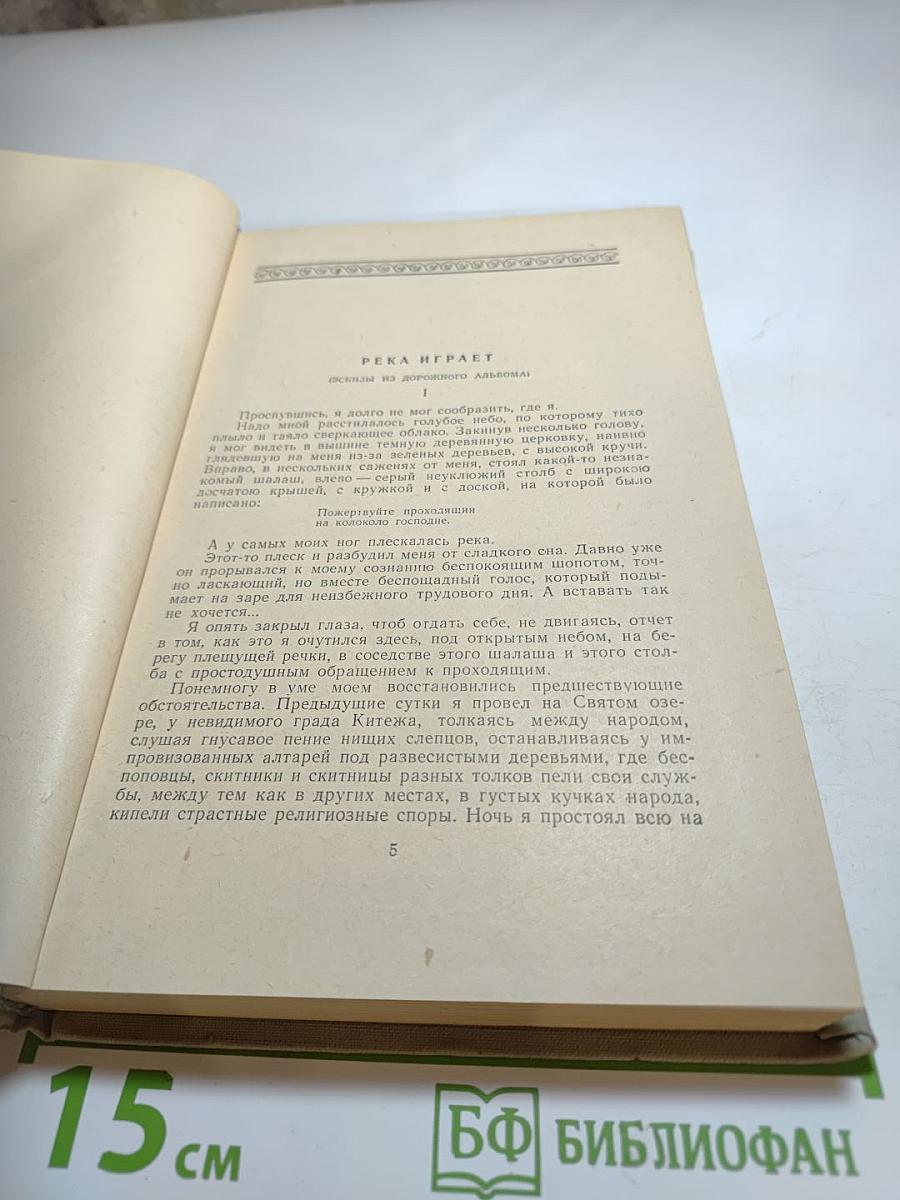 РЕКА ИГРАЕТ
(ЭСКИЗЫ ИЗ ДОРОЖНОГО АЛЬБОМА)
I
Проснувшись, я долго не мог сообразить, где я.
Надо мной расстилалось голубое небо, по которому тихо
плыло и таяло сверкающее облако. Закинув несколько голову,
я мог видеть в вышине темную деревянную церковку, наивно
глядевшую на меня из-за зеленых деревьев, с высокой кручи.
Вправо, в нескольких саженях от меня, стоял какой-то незна-
комый шалаш, влево — серый неуклюжий столб с широкою
досчатою крышей, с кружкой и с доской, на которой было
написано:
Пожертвуйте проходящии
на колоколо господне.
А у самых моих ног плескалась река.
Этот-то плеск и разбудил меня от сладкого сна. Давно уже
он прорывался к моему сознанию беспокоящим шопотом, точ-
но ласкающий, но вместе беспощадный голос, который поды-
мает на заре для неизбежного трудового дня. А вставать так
не хочется...
Я опять закрыл глаза, чтоб отдать себе, не двигаясь, отчет
в том, как это я очутился здесь, под открытым небом, на бе-
регу плещущей речки, в соседстве этого шалаша и этого стол-
ба с простодушным обращением к проходящим.
Понемногу в уме моем восстановились предшествующие
обстоятельства. Предыдущие сутки я провел на Святом озе-
ре, у невидимого града Китежа, толкаясь между народом,
слушая гнусавое пение нищих слепцов, останавливаясь у им-
провизованных алтарей под развесистыми деревьями, где бес-
поповцы, скитники и скитницы разных толков пели свои служ-
бы, между тем как в других местах, в густых кучках народа,
кипели страстные религиозные споры. Ночь я простоял всю на
5
15 см
БФ БИБЛИОФАН